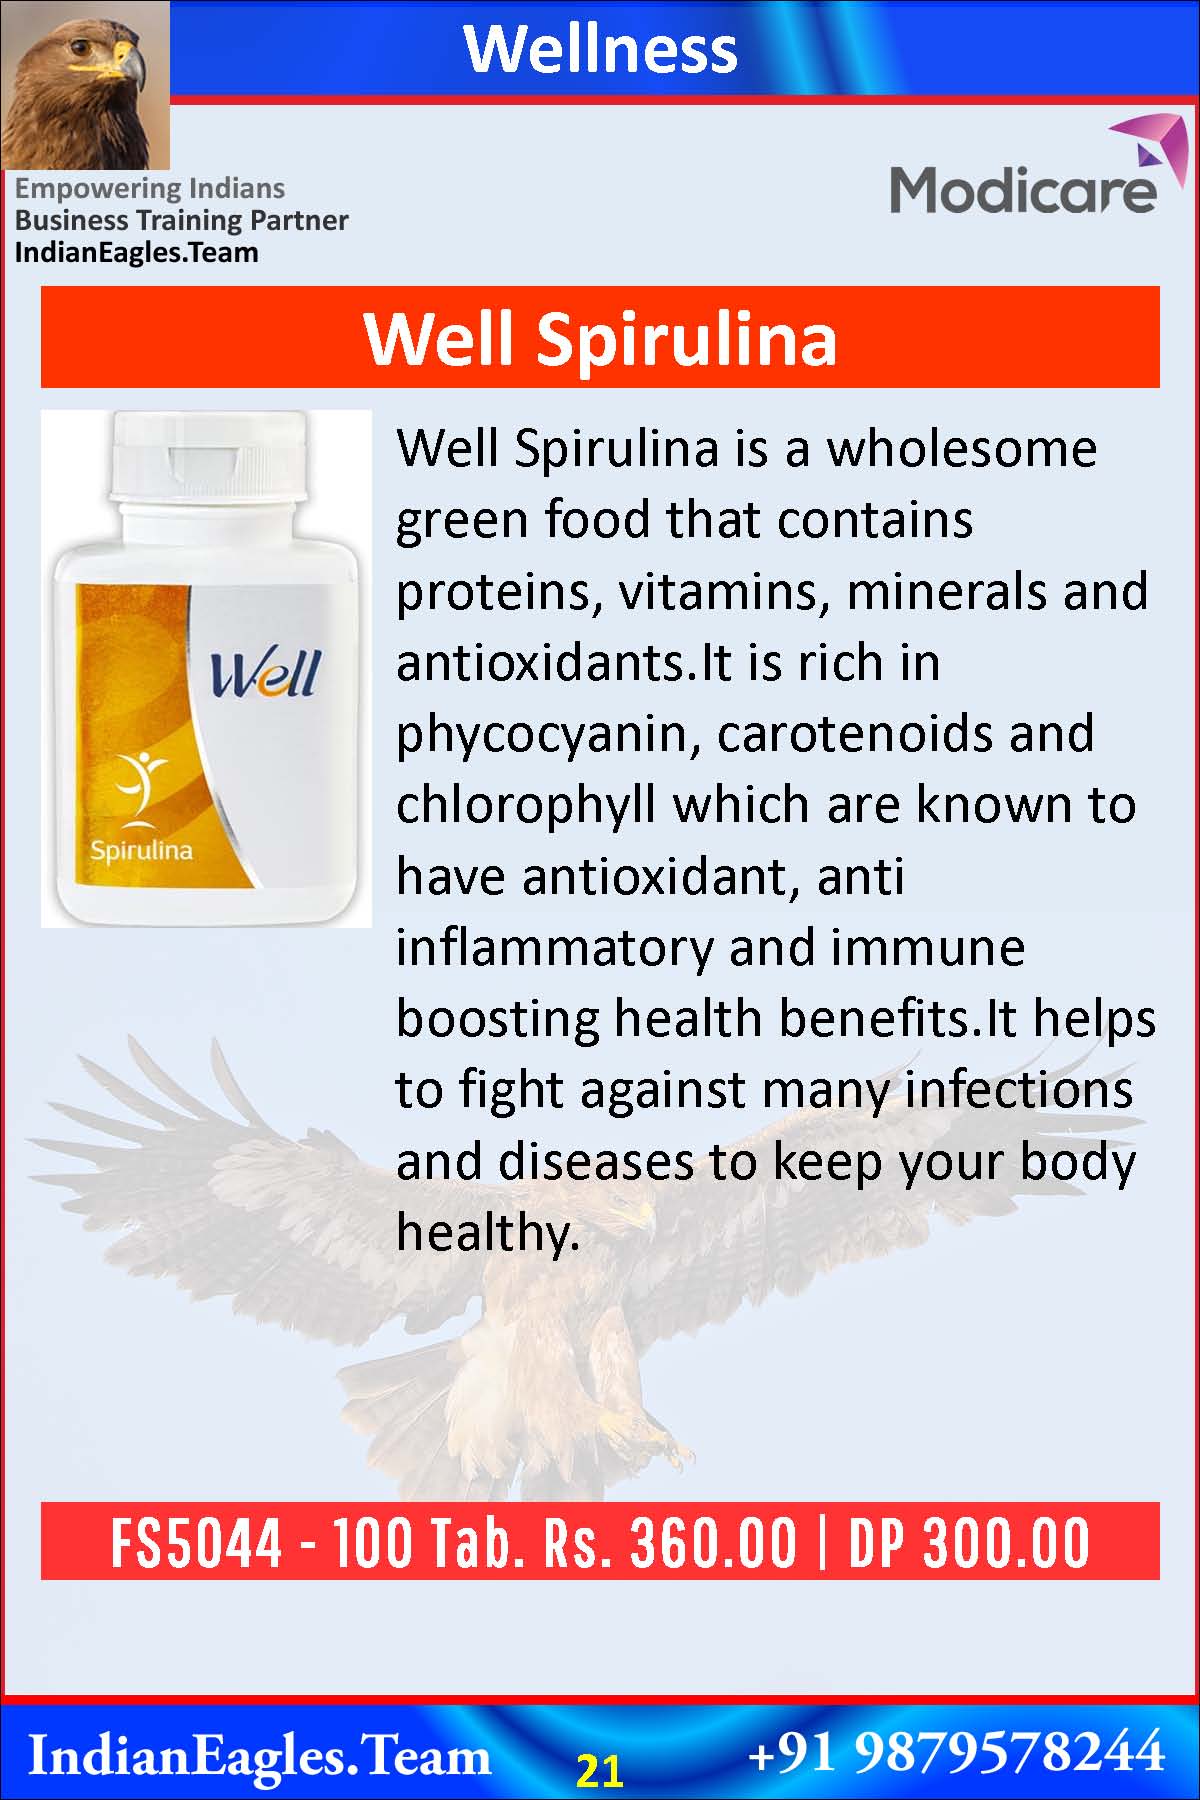 Wellness
Empowering Indians
Business Training Partner
IndianEagles.Team
Modicare
Well Spirulina
Well
Spirulina
Well Spirulina is a wholesome
green food that contains
proteins, vitamins, minerals and
antioxidants.It is rich in
phycocyanin, carotenoids and
chlorophyll which are known to
have antioxidant, anti
inflammatory and immune
boosting health benefits.It helps
to fight against many infections
and diseases to keep your body
healthy.
FS5044 - 100 Tab. Rs. 360.00 | DP 300.00
IndianEagles.Team
21
+91 9879578244